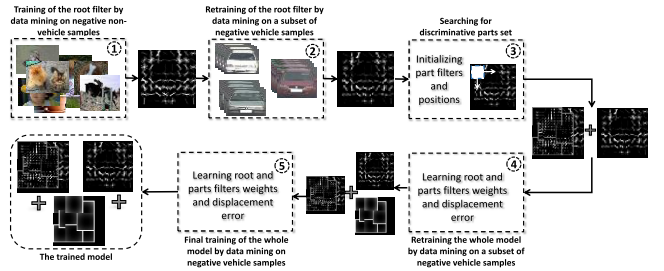 Training of the root filter by
data mining on negative non-
vehicle samples
1
Retraining of the root filter by
data mining on a subset of
negative vehicle samples
2
Searching for
discriminative parts set
3
Initializing
part filters
and
positions
4
Learning root and
parts filters weights
and displacement
error
Retraining the whole model
by data mining on a subset of
negative vehicle samples
5
Learning root and
parts filters weights
and displacement
error
Final training of the whole
model by data mining on
negative vehicle samples
The trained model